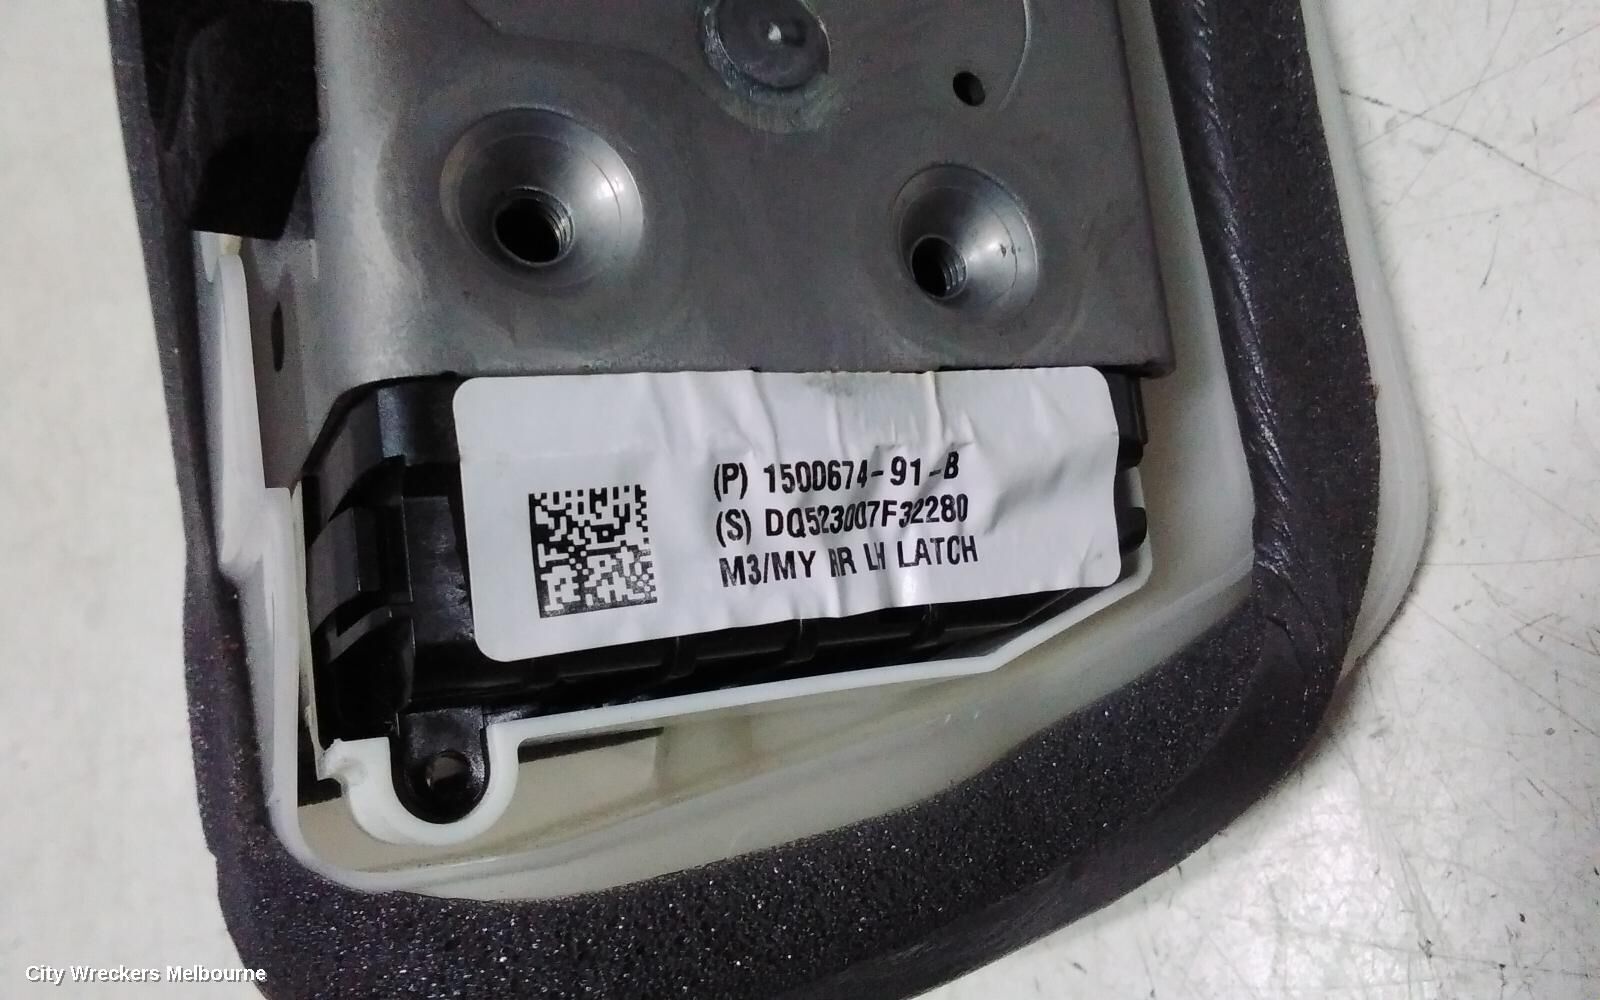 (P) 1500674-91-B
(S) DQ523007F32280
M3/MY RR LH LATCH
City Wreckers Melbourne